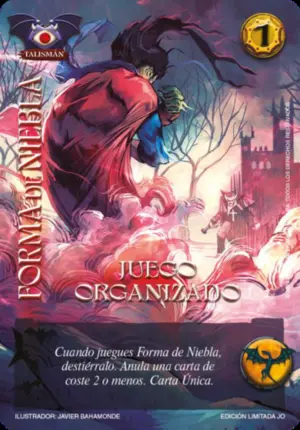 TALISMÁN
1
FORMA DE NIEBLA
JUEGO
ORGANIZADO
Cuando juegues Forma de Niebla,
destiérralo. Anula una carta de
coste 2 o menos. Carta Única.
ILUSTRADOR: JAVIER BAHAMONDE
EDICIÓN LIMITADA JO